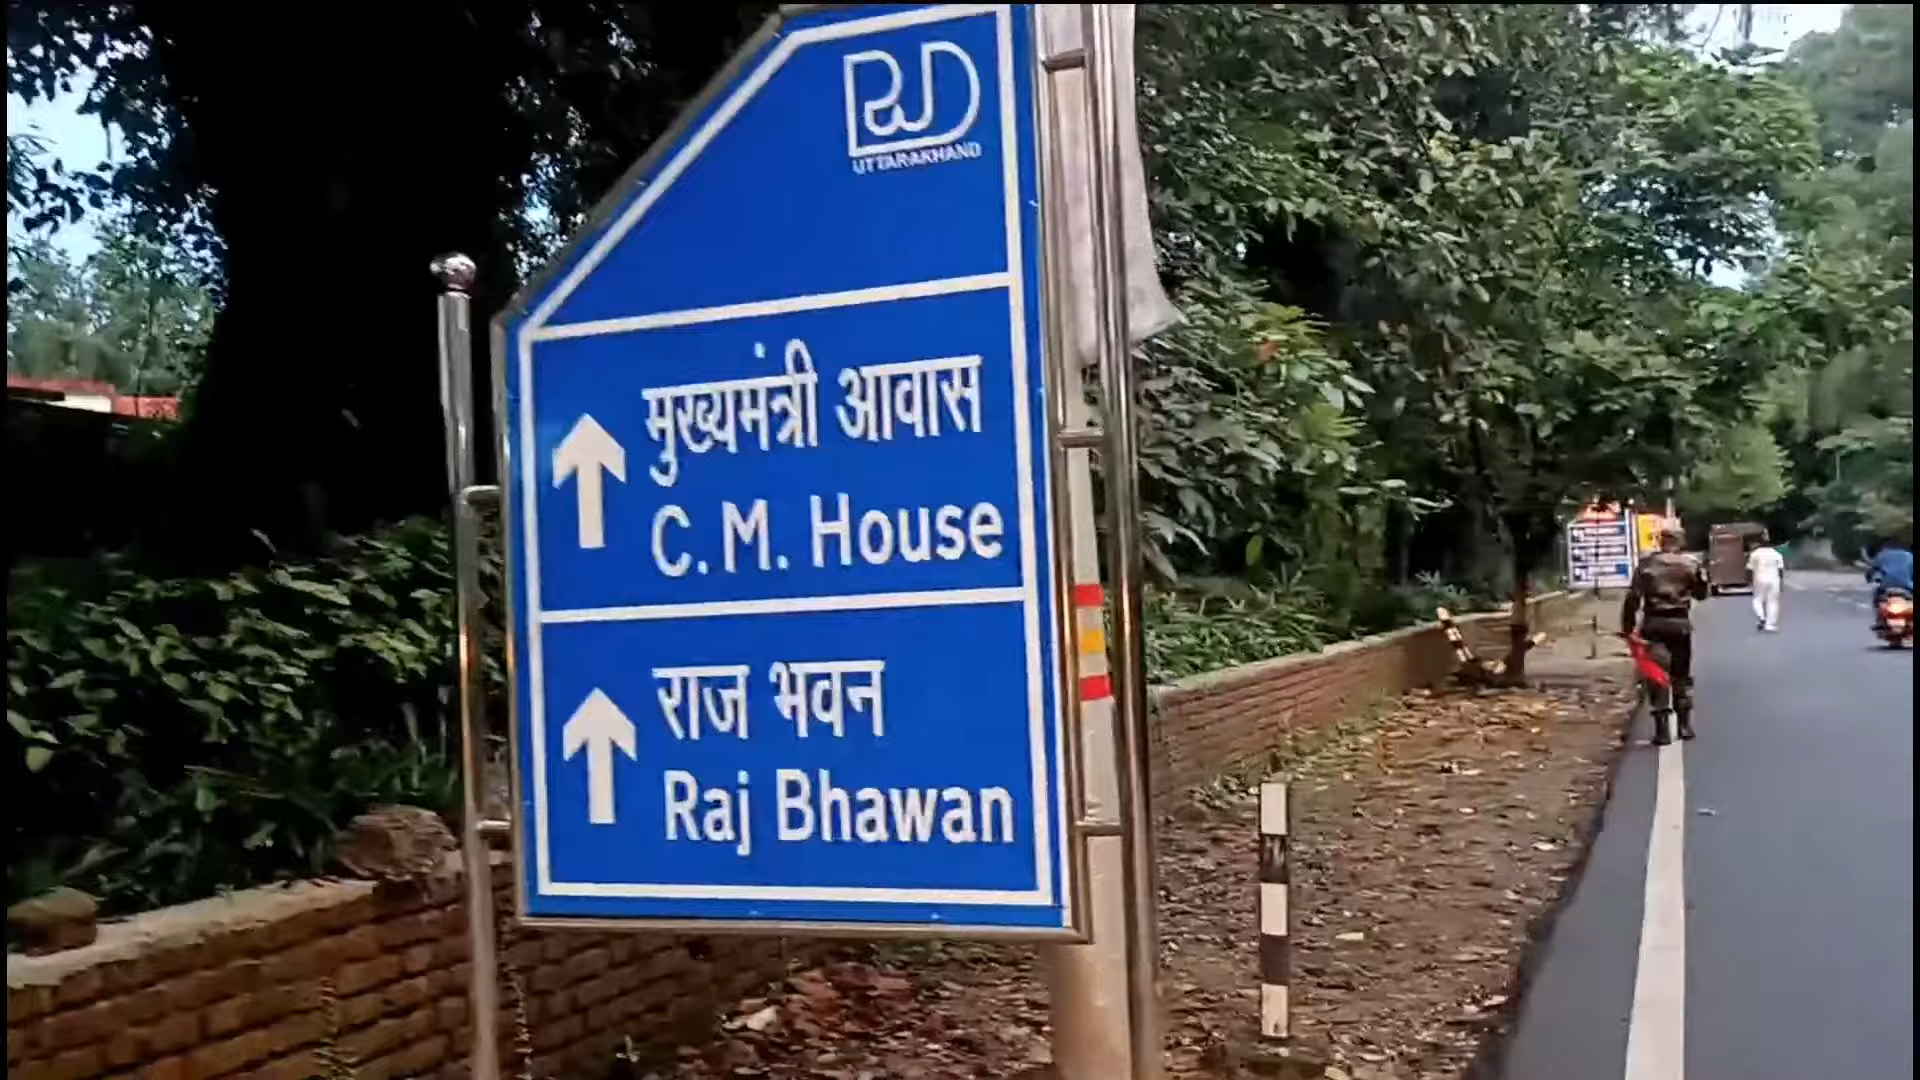 PWD
UTTARAKHAND
मुख्यमंत्री आवास
C. M. House
राज भवन
Raj Bhawan